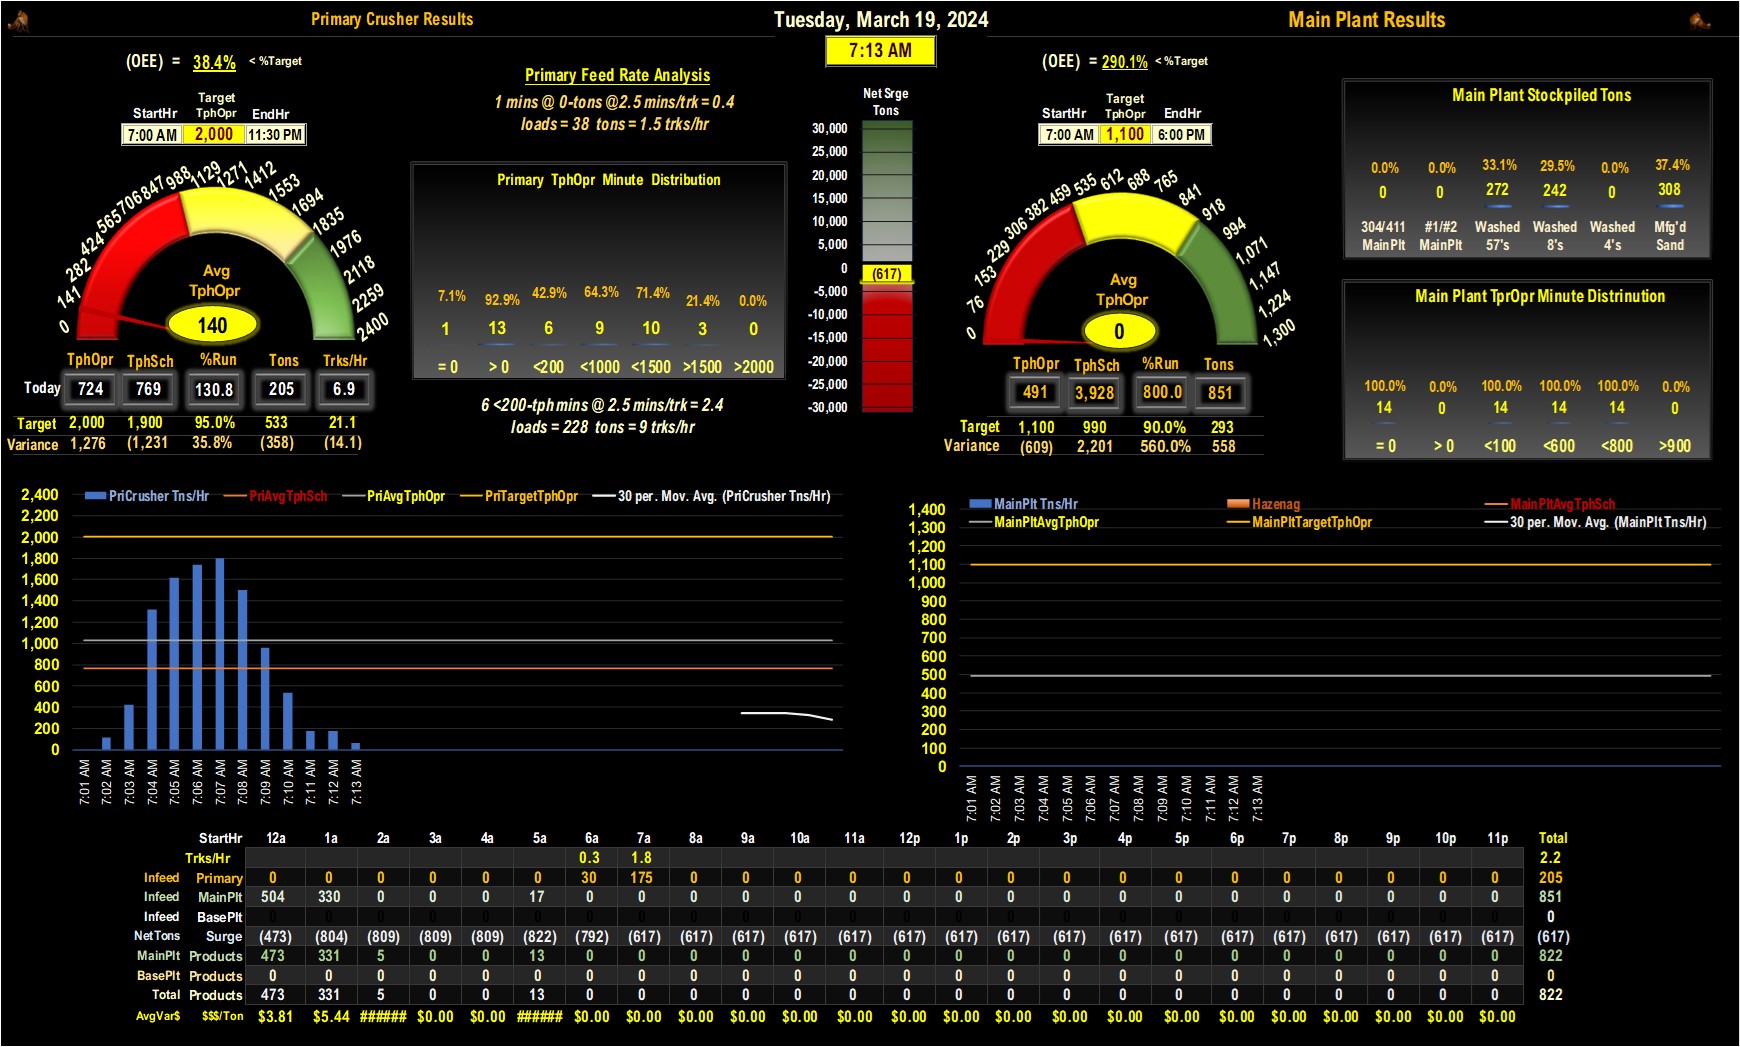 Primary Crusher Results
Tuesday, March 19, 2024
Main Plant Results
7:13 AM
(OEE) = 38.4% < %Target
Target
StartHr TphOpr EndHr
7:00 AM 2,000 11:30 PM
0 141 282 424 565 706 847 988 1129 1271 1412 1553 1694 1835 1976 2118 2259 2400
Avg
TphOpr
140
TphOpr TphSch %Run Tons Trks/Hr
Today 724 769 130.8 205 6.9
Target 2,000 1,900 95.0% 533 21.1
Variance 1,276 (1,231 35.8% (358) (14.1)
Primary Feed Rate Analysis
1 mins @ 0-tons @2.5 mins/trk = 0.4
loads = 38 tons = 1.5 trks/hr
Primary TphOpr Minute Distribution
7.1% 92.9% 42.9% 64.3% 71.4% 21.4% 0.0%
1 13 6 9 10 3 0
= 0 > 0 <200 <1000 <1500 >1500 >2000
6 <200-tph mins @ 2.5 mins/trk = 2.4
loads = 228 tons = 9 trks/hr
Net Srge
Tons
30,000
25,000
20,000
15,000
10,000
5,000
0
(617)
-5,000
-10,000
-15,000
-20,000
-25,000
-30,000
(OEE) = 290.1% < %Target
Target
StartHr TphOpr EndHr
7:00 AM 1,100 6:00 PM
0 76 153 229 306 382 459 535 612 688 765 841 918 994 1,071 1,147 1,224 1,300
Avg
TphOpr
0
TphOpr TphSch %Run Tons
491 3,928 800.0 851
Target 1,100 990 90.0% 293
Variance (609) 2,201 560.0% 558
Main Plant Stockpiled Tons
0.0% 0.0% 33.1% 29.5% 0.0% 37.4%
0 0 272 242 0 308
304/411 #1/#2 Washed Washed Washed Mfg'd
MainPlt MainPlt 57's 8's 4's Sand
Main Plant TprOpr Minute Distrinution
100.0% 0.0% 100.0% 100.0% 100.0% 0.0%
14 0 14 14 14 0
= 0 > 0 <100 <600 <800 >900
PriCrusher Tns/Hr PriAvgTphSch PriAvgTphOpr PriTargetTphOpr 30 per. Mov. Avg. (PriCrusher Tns/Hr)
2,400
2,200
2,000
1,800
1,600
1,400
1,200
1,000
800
600
400
200
0
7:01 AM 7:02 AM 7:03 AM 7:04 AM 7:05 AM 7:06 AM 7:07 AM 7:08 AM 7:09 AM 7:10 AM 7:11 AM 7:12 AM 7:13 AM
MainPlt Tns/Hr Hazenag MainPltAvgTphSch
MainPltAvgTphOpr MainPltTargetTphOpr 30 per. Mov. Avg. (MainPlt Tns/Hr)
1,400
1,300
1,200
1,100
1,000
900
800
700
600
500
400
300
200
100
0
7:01 AM 7:02 AM 7:03 AM 7:04 AM 7:05 AM 7:06 AM 7:07 AM 7:08 AM 7:09 AM 7:10 AM 7:11 AM 7:12 AM 7:13 AM
StartHr 12a 1a 2a 3a 4a 5a 6a 7a 8a 9a 10a 11a 12p 1p 2p 3p 4p 5p 6p 7p 8p 9p 10p 11p Total
Trks/Hr 0.3 1.8 2.2
Infeed Primary 0 0 0 0 0 0 30 175 0 0 0 0 0 0 0 0 0 0 0 0 0 0 0 0 205
Infeed MainPlt 504 330 0 0 0 17 0 0 0 0 0 0 0 0 0 0 0 0 0 0 0 0 0 0 851
Infeed BasePlt 0 0 0 0 0 0 0 0 0 0 0 0 0 0 0 0 0 0 0 0 0 0 0 0 0
NetTons Surge (473) (804) (809) (809) (809) (822) (792) (617) (617) (617) (617) (617) (617) (617) (617) (617) (617) (617) (617) (617) (617) (617) (617) (617) (617)
MainPlt Products 473 331 5 0 0 13 0 0 0 0 0 0 0 0 0 0 0 0 0 0 0 0 0 0 822
BasePlt Products 0 0 0 0 0 0 0 0 0 0 0 0 0 0 0 0 0 0 0 0 0 0 0 0 0
Total Products 473 331 5 0 0 13 0 0 0 0 0 0 0 0 0 0 0 0 0 0 0 0 0 0 822
AvgVar$ $$$/Ton $3.81 $5.44 ###### $0.00 $0.00 ###### $0.00 $0.00 $0.00 $0.00 $0.00 $0.00 $0.00 $0.00 $0.00 $0.00 $0.00 $0.00 $0.00 $0.00 $0.00 $0.00 $0.00 $0.00